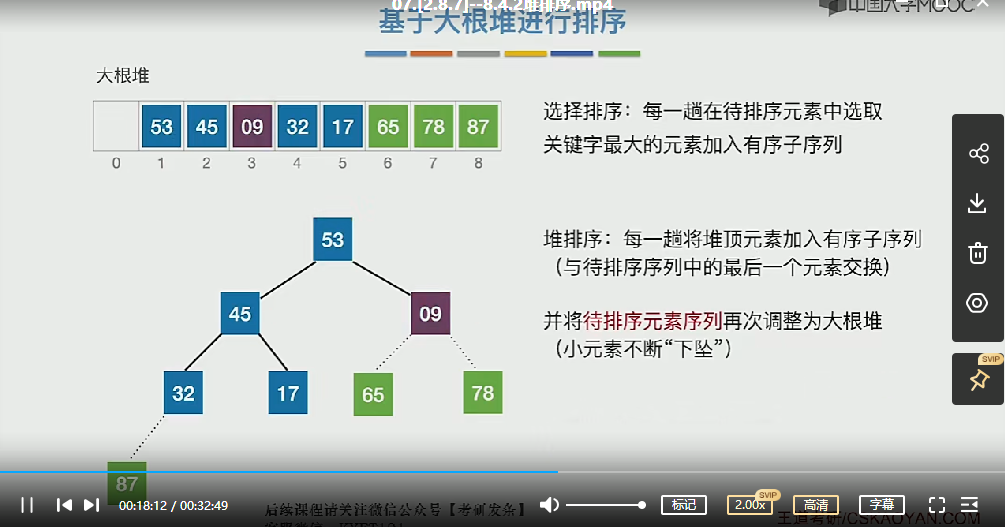 07.[2.8.7]--8.4.2堆排序.mp4
中国大学MOOC
基于大根堆进行排序
大根堆
53 45 09 32 17 65 78 87
0 1 2 3 4 5 6 7 8
选择排序：每一趟在待排序元素中选取
关键字最大的元素加入有序子序列
53
45 09
32 17 65 78
87
堆排序：每一趟将堆顶元素加入有序子序列
（与待排序序列中的最后一个元素交换）
并将待排序元素序列再次调整为大根堆
（小元素不断“下坠”）
SVIP
00:18:12 / 00:32:49
标记
2.00x
SVIP
高清
字幕
后续课程请关注微信公众号【考研发条】
王道考研/CSKAOYAN.COM